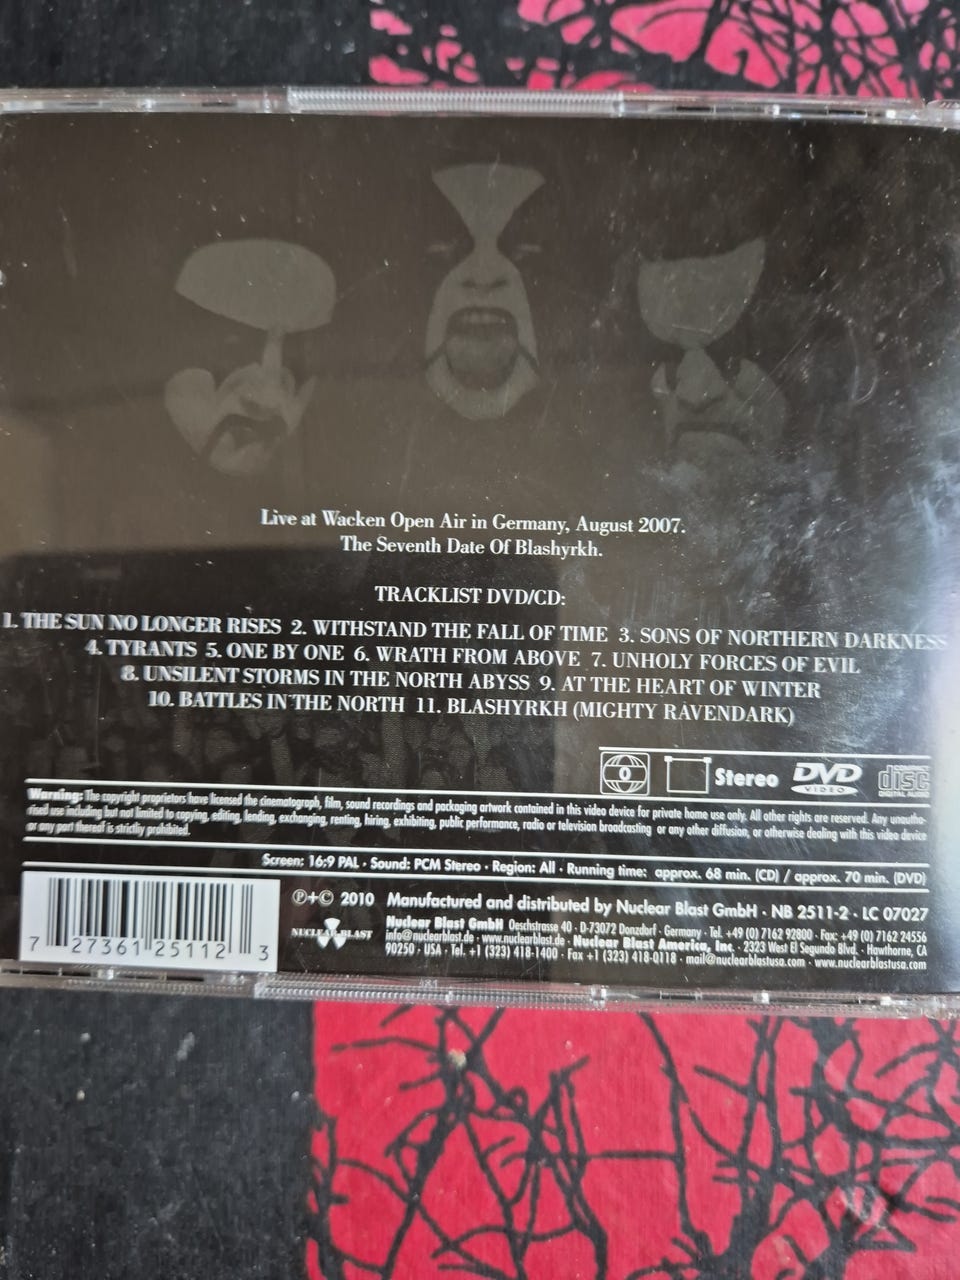 Live at Wacken Open Air in Germany, August 2007.
The Seventh Date Of Blashyrkh.
TRACKLIST DVD/CD:
1. THE SUN NO LONGER RISES 2. WITHSTAND THE FALL OF TIME 3. SONS OF NORTHERN DARKNESS
4. TYRANTS 5. ONE BY ONE 6. WRATH FROM ABOVE 7. UNHOLY FORCES OF EVIL
8. UNSILENT STORMS IN THE NORTH ABYSS 9. AT THE HEART OF WINTER
10. BATTLES IN THE NORTH 11. BLASHYRKH (MIGHTY RAVENDARK)
0 Stereo DVD VIDEO COMPACT disc DIGITAL AUDIO
Warning: The copyright proprietors have licensed the cinematograph, film, sound recordings and packaging artwork contained in this video device for private home use only. All other rights are reserved. Any unautho-
rised use including but not limited to copying, editing, lending, exchanging, renting, hiring, exhibiting, public performance, radio or television broadcasting or any other diffusion, or otherwise dealing with this video device
or any part thereof is strictly prohibited.
Screen: 16:9 PAL · Sound: PCM Stereo · Region: All · Running time: approx. 68 min. (CD) / approx. 70 min. (DVD)
℗+© 2010 Manufactured and distributed by Nuclear Blast GmbH · NB 2511-2 · LC 07027
NUCLEAR BLAST
Nuclear Blast GmbH Oeschstrasse 40 · D-73072 Donzdorf · Germany · Tel. +49 (0) 7162 92800 · Fax: +49 (0) 7162 24556
info@nuclearblast.de · www.nuclearblast.de · Nuclear Blast America, Inc. · 2323 West El Segundo Blvd. · Hawthorne, CA
90250 · USA · Tel. +1 (323) 418-1400 · Fax +1 (323) 418-0118 · mail@nuclearblastusa.com · www.nuclearblastusa.com
7 27361 25112 3